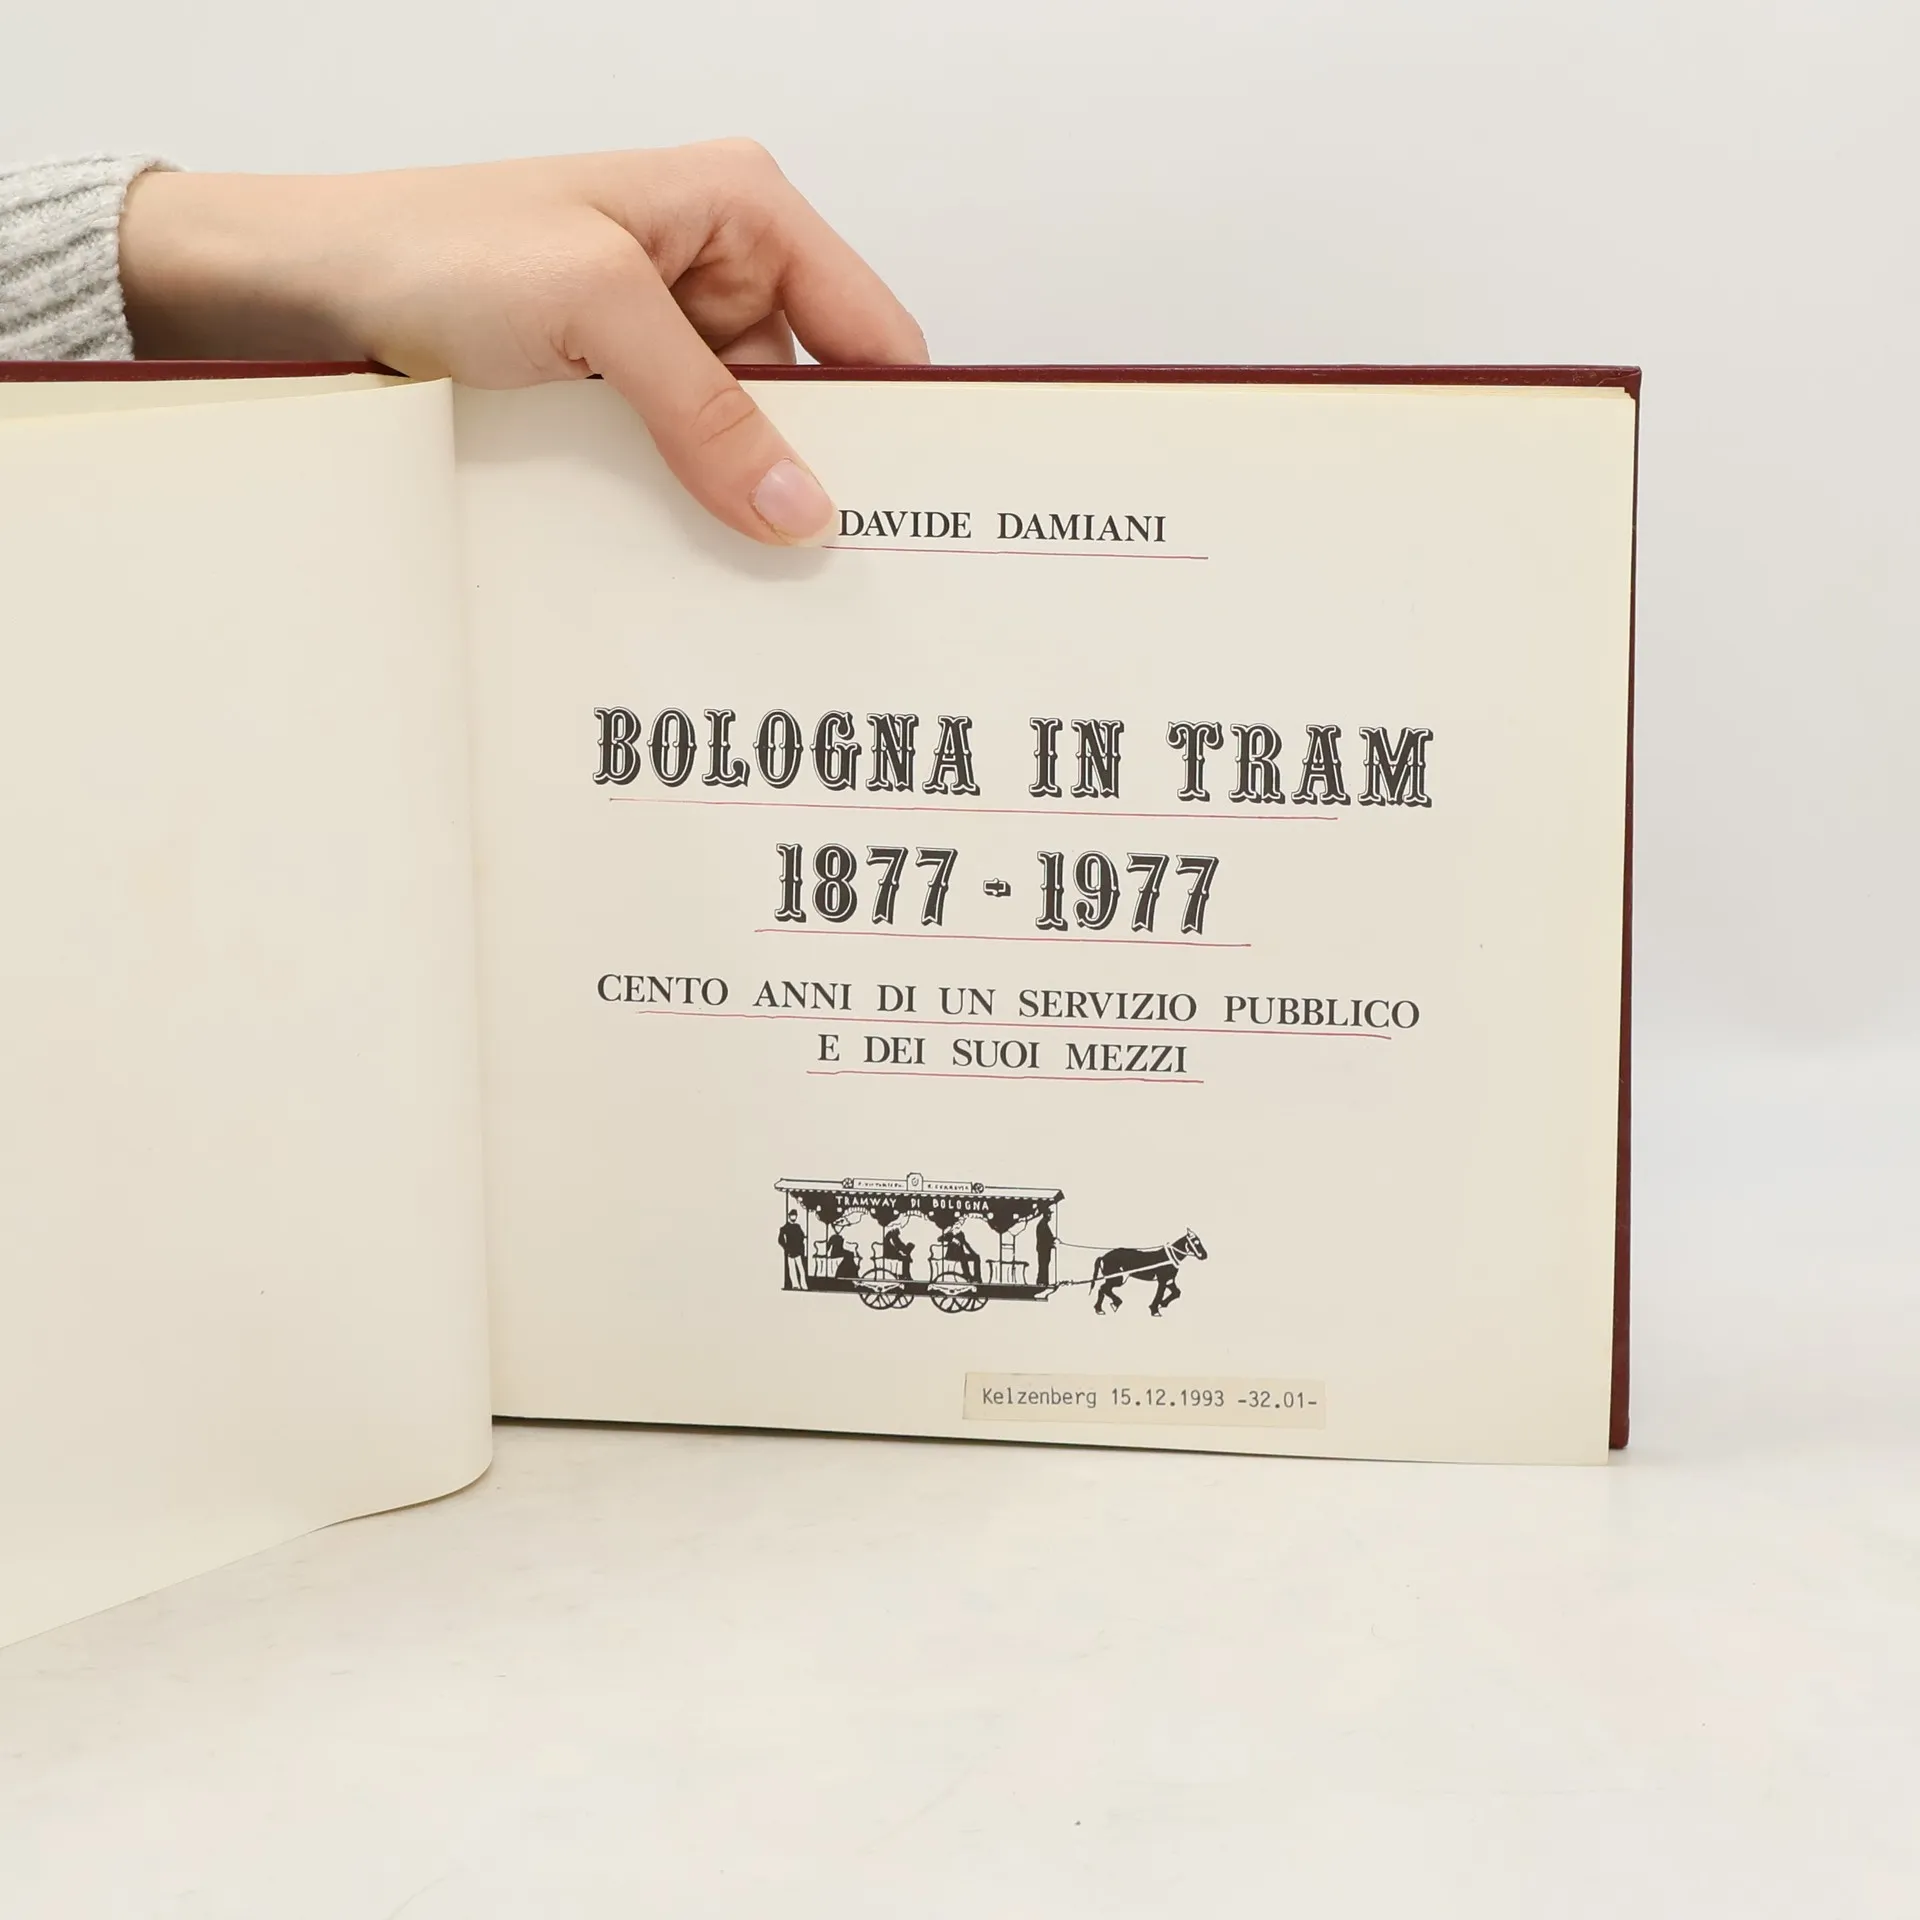 DAVIDE DAMIANI
BOLOGNA IN TRAM
1877-1977
CENTO ANNI DI UN SERVIZIO PUBBLICO
E DEI SUOI MEZZI
TRAMWAY DI BOLOGNA
Kelzenberg 15.12.1993 -32.01-